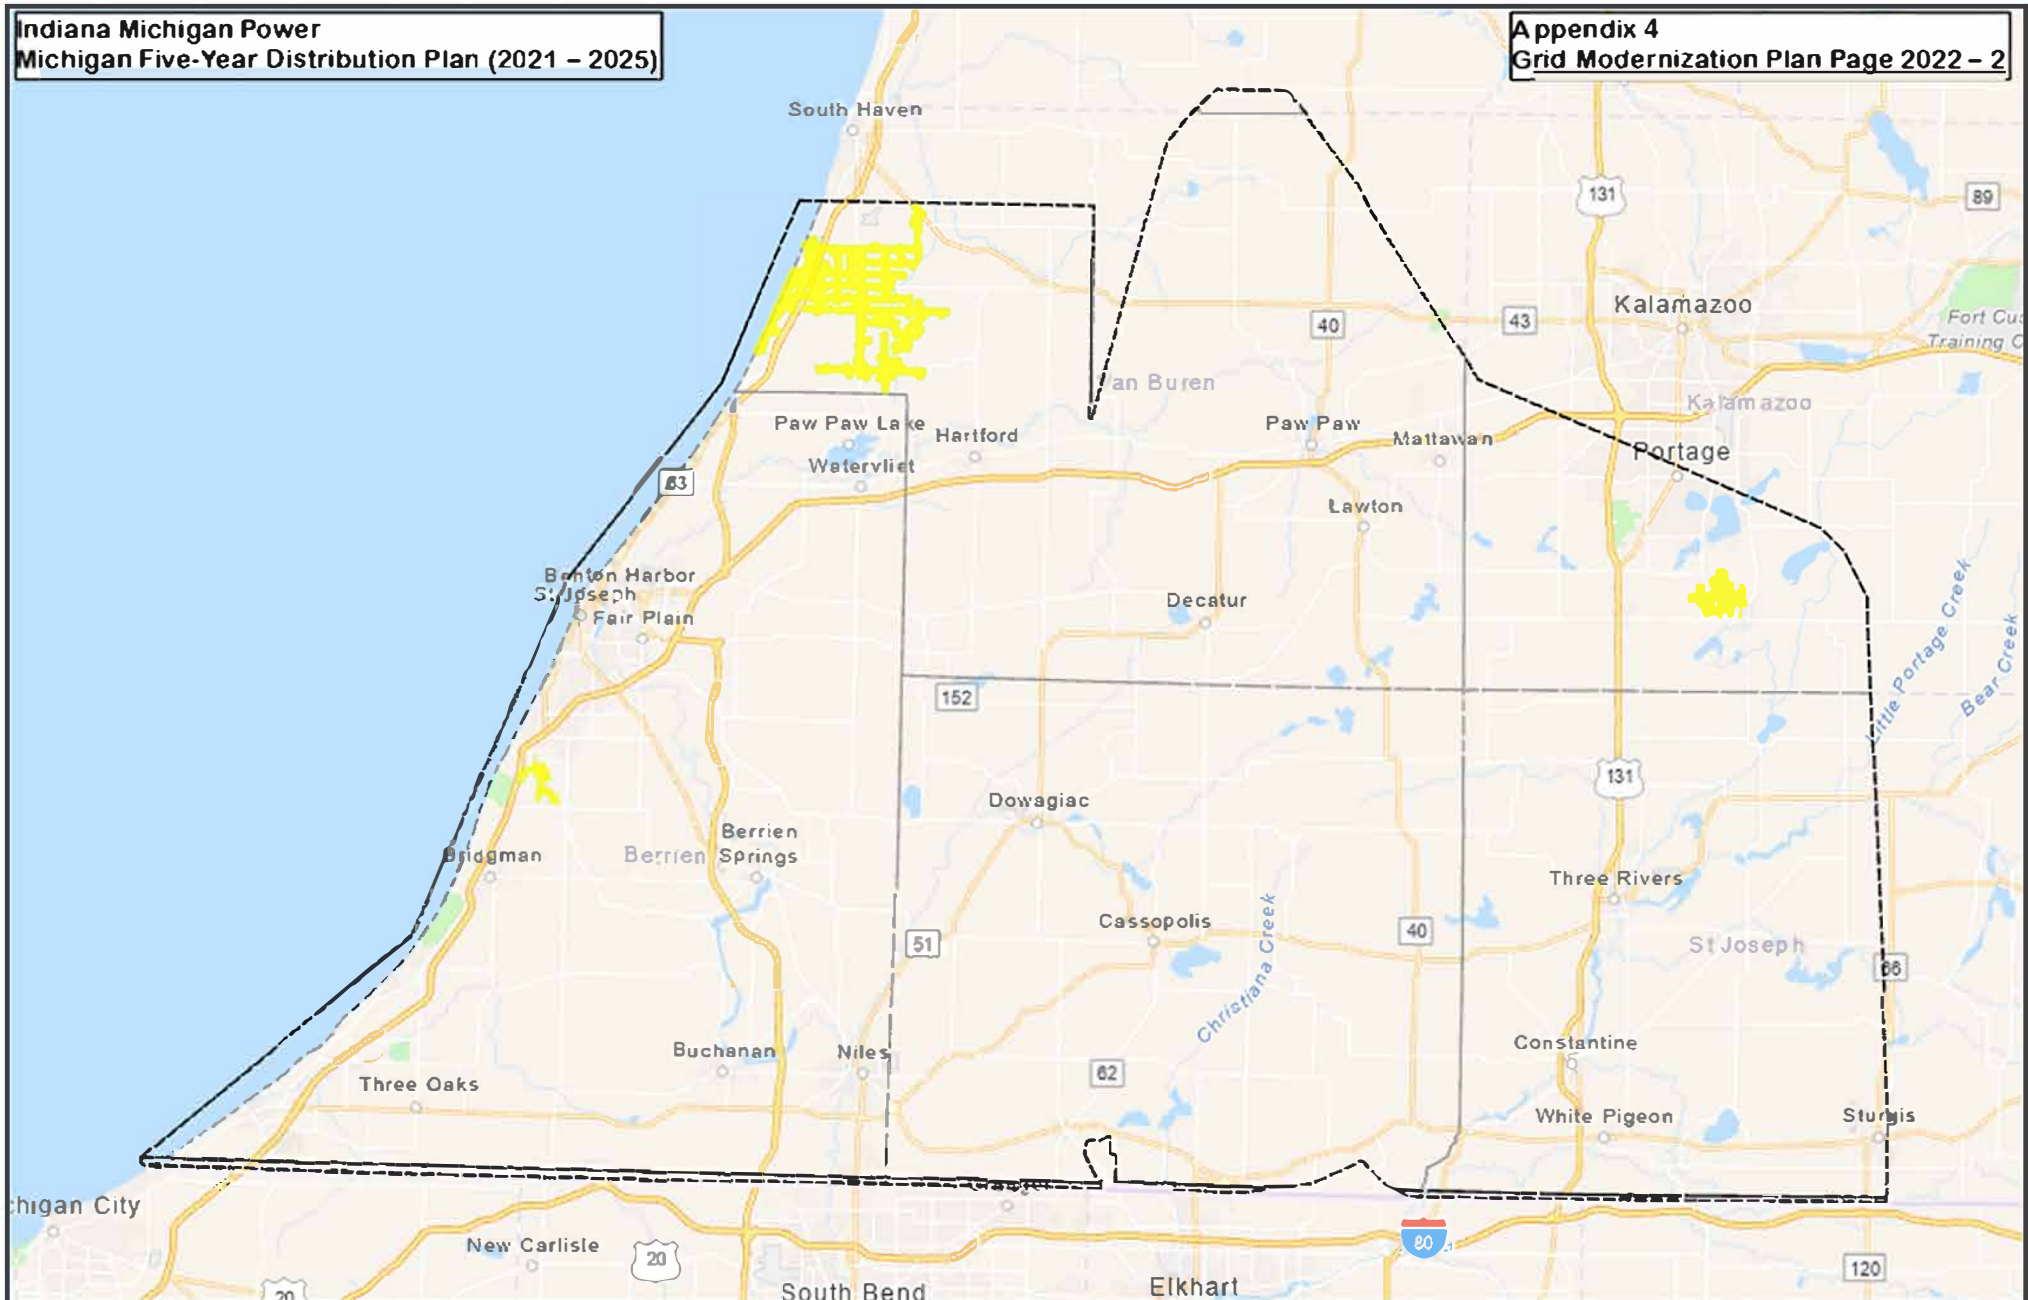 Indiana Michigan Power
Michigan Five-Year Distribution Plan (2021 – 2025)
Appendix 4
Grid Modernization Plan Page 2022 – 2
South Haven
131
89
Kalamazoo
40
43
Fort Cus
Training C
an Buren
Kalamazoo
Paw Paw Lake
Hartford
Paw Paw
Mattawan
Portage
Watervliet
63
Lawton
Benton Harbor
St Joseph
Fair Plain
Decatur
Little Portage Creek
Bear Creek
152
131
Dowagiac
Berrien
Springs
Bridgman
Berrien
Three Rivers
Cassopolis
Christiana Creek
51
40
St Joseph
66
Constantine
Buchanan
Niles
62
Three Oaks
White Pigeon
Sturgis
chigan City
New Carlisle
20
80
120
20
South Bend
Elkhart